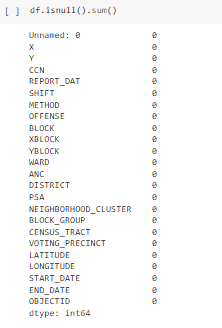 [ ] df.isnull().sum()
Unnamed: 0 0
X 0
Y 0
CCN 0
REPORT_DAT 0
SHIFT 0
METHOD 0
OFFENSE 0
BLOCK 0
XBLOCK 0
YBLOCK 0
WARD 0
ANC 0
DISTRICT 0
PSA 0
NEIGHBORHOOD_CLUSTER 0
BLOCK_GROUP 0
CENSUS_TRACT 0
VOTING_PRECINCT 0
LATITUDE 0
LONGITUDE 0
START_DATE 0
END_DATE 0
OBJECTID 0
dtype: int64